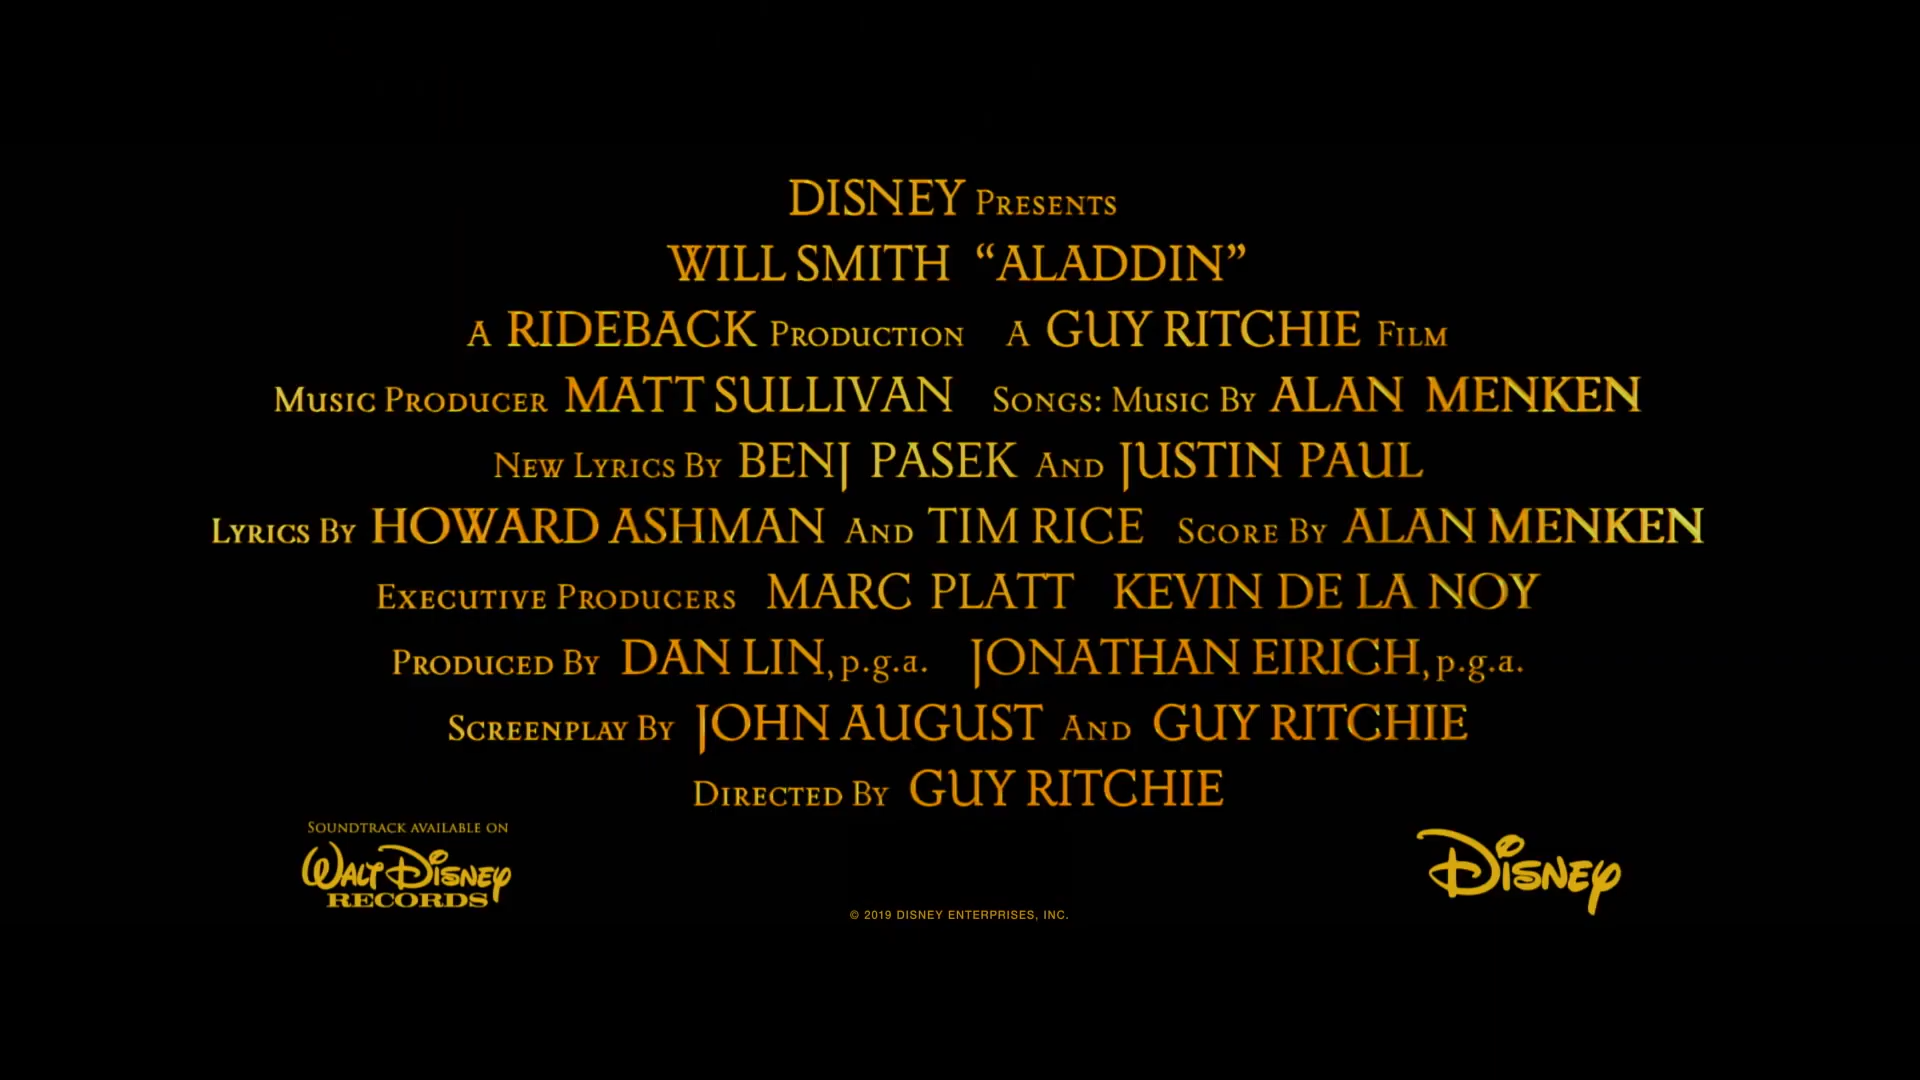 DISNEY PRESENTS
WILL SMITH “ALADDIN”
A RIDEBACK PRODUCTION A GUY RITCHIE FILM
MUSIC PRODUCER MATT SULLIVAN SONGS: MUSIC BY ALAN MENKEN
NEW LYRICS BY BENJ PASEK AND JUSTIN PAUL
LYRICS BY HOWARD ASHMAN AND TIM RICE SCORE BY ALAN MENKEN
EXECUTIVE PRODUCERS MARC PLATT KEVIN DE LA NOY
PRODUCED BY DAN LIN, p.g.a. JONATHAN EIRICH, p.g.a.
SCREENPLAY BY JOHN AUGUST AND GUY RITCHIE
DIRECTED BY GUY RITCHIE
SOUNDTRACK AVAILABLE ON
WALT DISNEY
RECORDS
DISNEY
© 2019 DISNEY ENTERPRISES, INC.